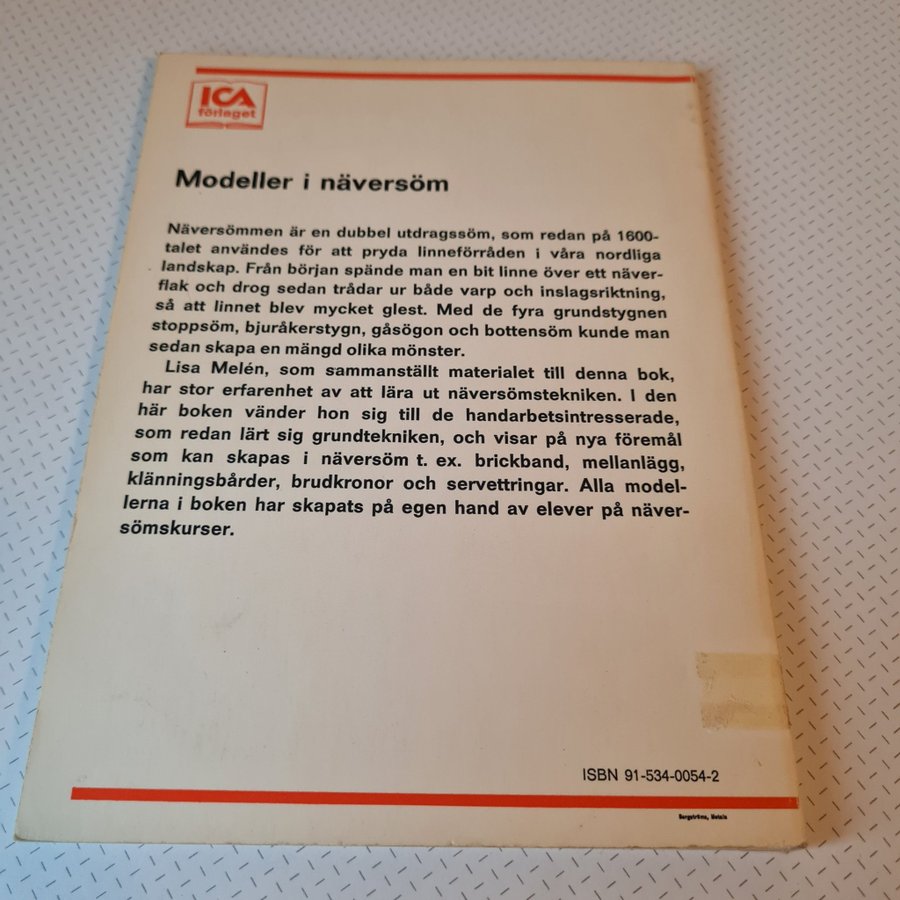 ICA
förlaget
Modeller i näversöm
Näversömmen är en dubbel utdragssöm, som redan på 1600-
talet användes för att pryda linneförråden i våra nordliga
landskap. Från början spände man en bit linne över ett näver-
flak och drog sedan trådar ur både varp och inslagsriktning,
så att linnet blev mycket glest. Med de fyra grundstygnen
stoppsöm, bjuråkerstygn, gåsögon och bottensöm kunde man
sedan skapa en mängd olika mönster.
Lisa Melén, som sammanställt materialet till denna bok,
har stor erfarenhet av att lära ut näversömstekniken. I den
här boken vänder hon sig till de handarbetsintresserade,
som redan lärt sig grundtekniken, och visar på nya föremål
som kan skapas i näversöm t. ex. brickband, mellanlägg,
klänningsbårder, brudkronor och servettringar. Alla model-
lerna i boken har skapats på egen hand av elever på näver-
sömskurser.
ISBN 91-534-0054-2
Borgströms, Motala